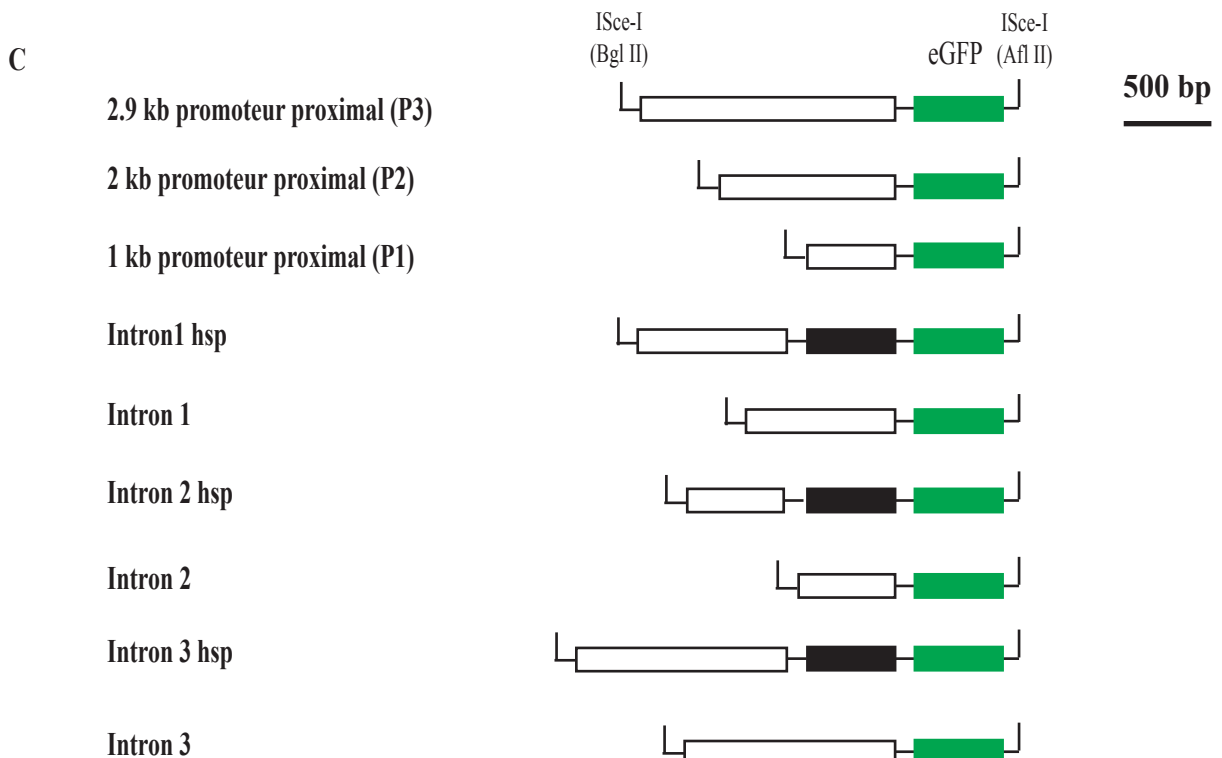 C
ISce-I
(Bgl II)
eGFP
ISce-I
(Afl II)
500 bp
2.9 kb promoteur proximal (P3)
2 kb promoteur proximal (P2)
1 kb promoteur proximal (P1)
Intron1 hsp
Intron 1
Intron 2 hsp
Intron 2
Intron 3 hsp
Intron 3